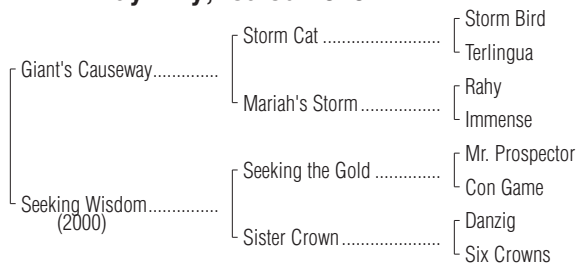 Storm Bird
Storm Cat ........................
Terlingua
Giant's Causeway..............
Rahy
Mariah's Storm .................
Immense
Mr. Prospector
Seeking the Gold ..............
Con Game
Seeking Wisdom...............
(2000)
Danzig
Sister Crown.....................
Six Crowns